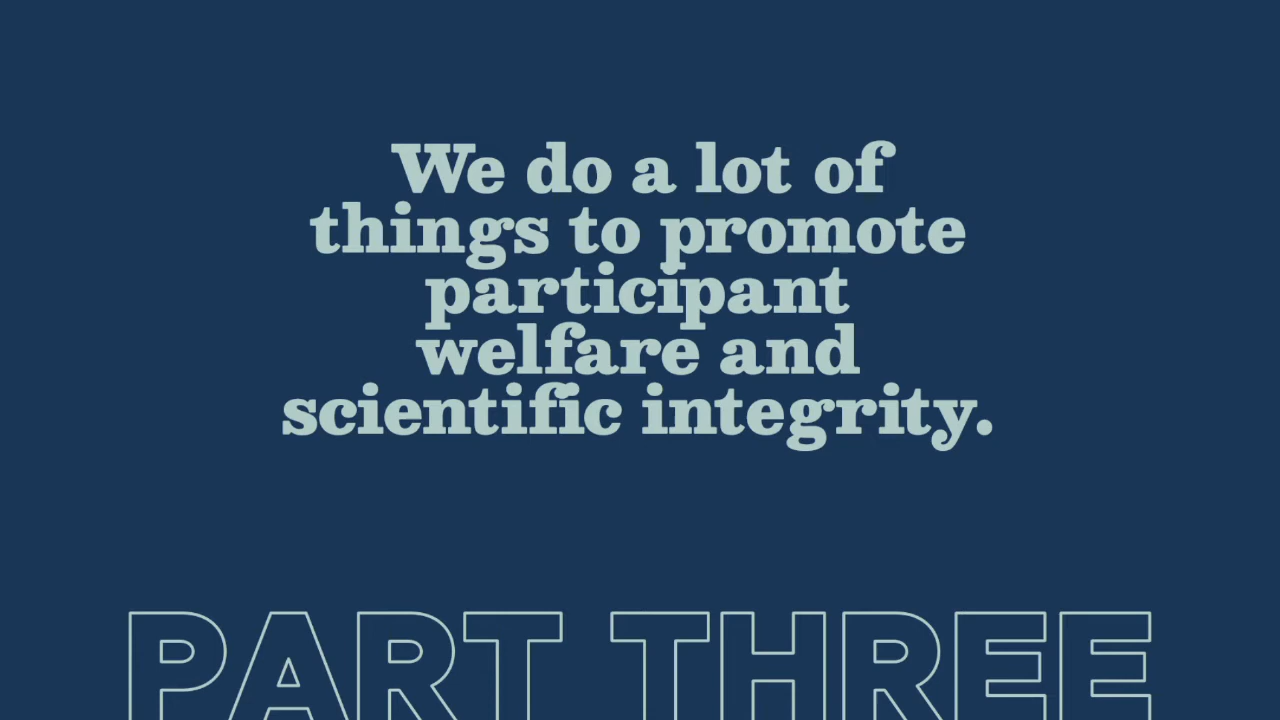 We do a lot of
things to promote
participant
welfare and
scientific integrity.
PART THREE